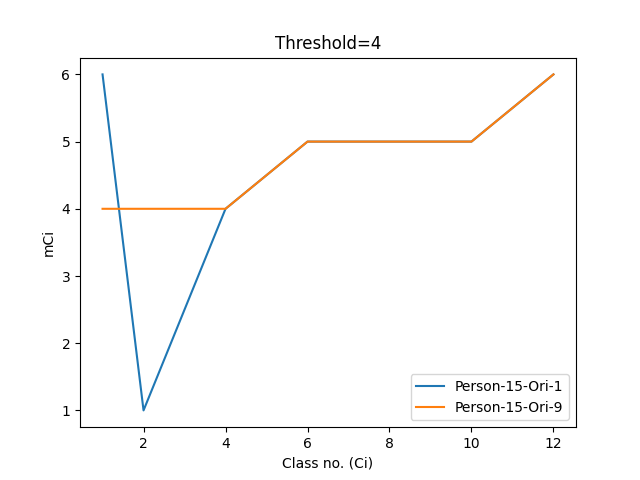 Threshold=4
6
5
4
3
2
1
mCi
2 4 6 8 10 12
Class no. (Ci)
Person-15-Ori-1
Person-15-Ori-9